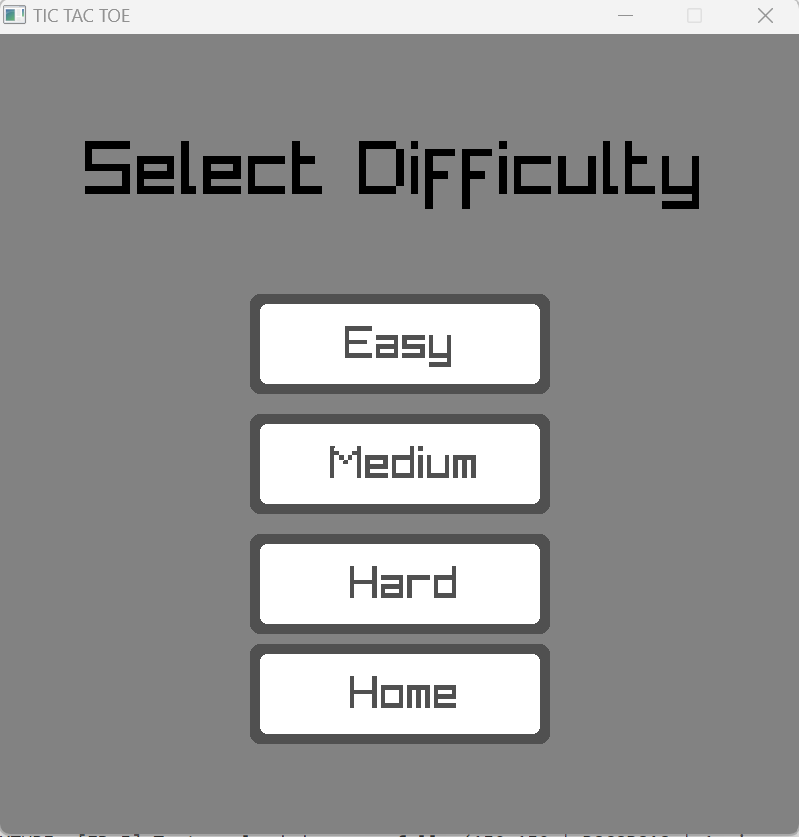 TIC TAC TOE
Select Difficulty
Easy
Medium
Hard
Home